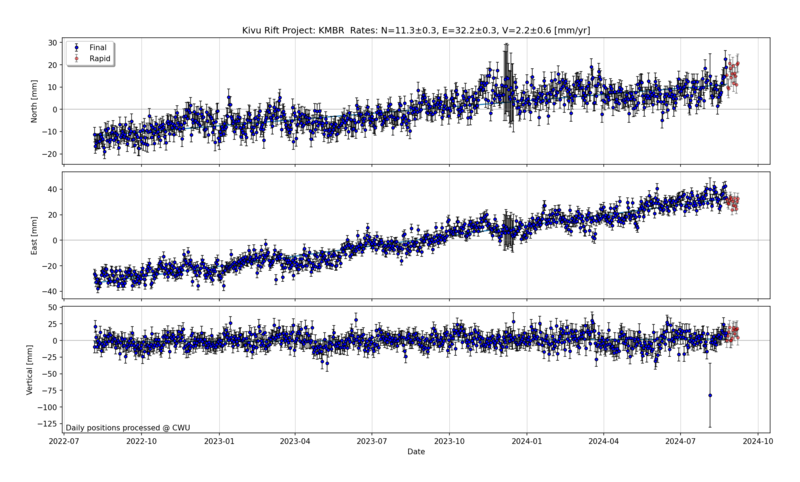 Kivu Rift Project: KMBR Rates: N=11.3±0.3, E=32.2±0.3, V=2.2±0.6 [mm/yr]
Final
Rapid
North [mm]
30
20
10
0
−10
−20
East [mm]
40
20
0
−20
−40
Vertical [mm]
50
25
0
−25
−50
−75
−100
−125
Daily positions processed @ CWU
2022-07 2022-10 2023-01 2023-04 2023-07 2023-10 2024-01 2024-04 2024-07 2024-10
Date